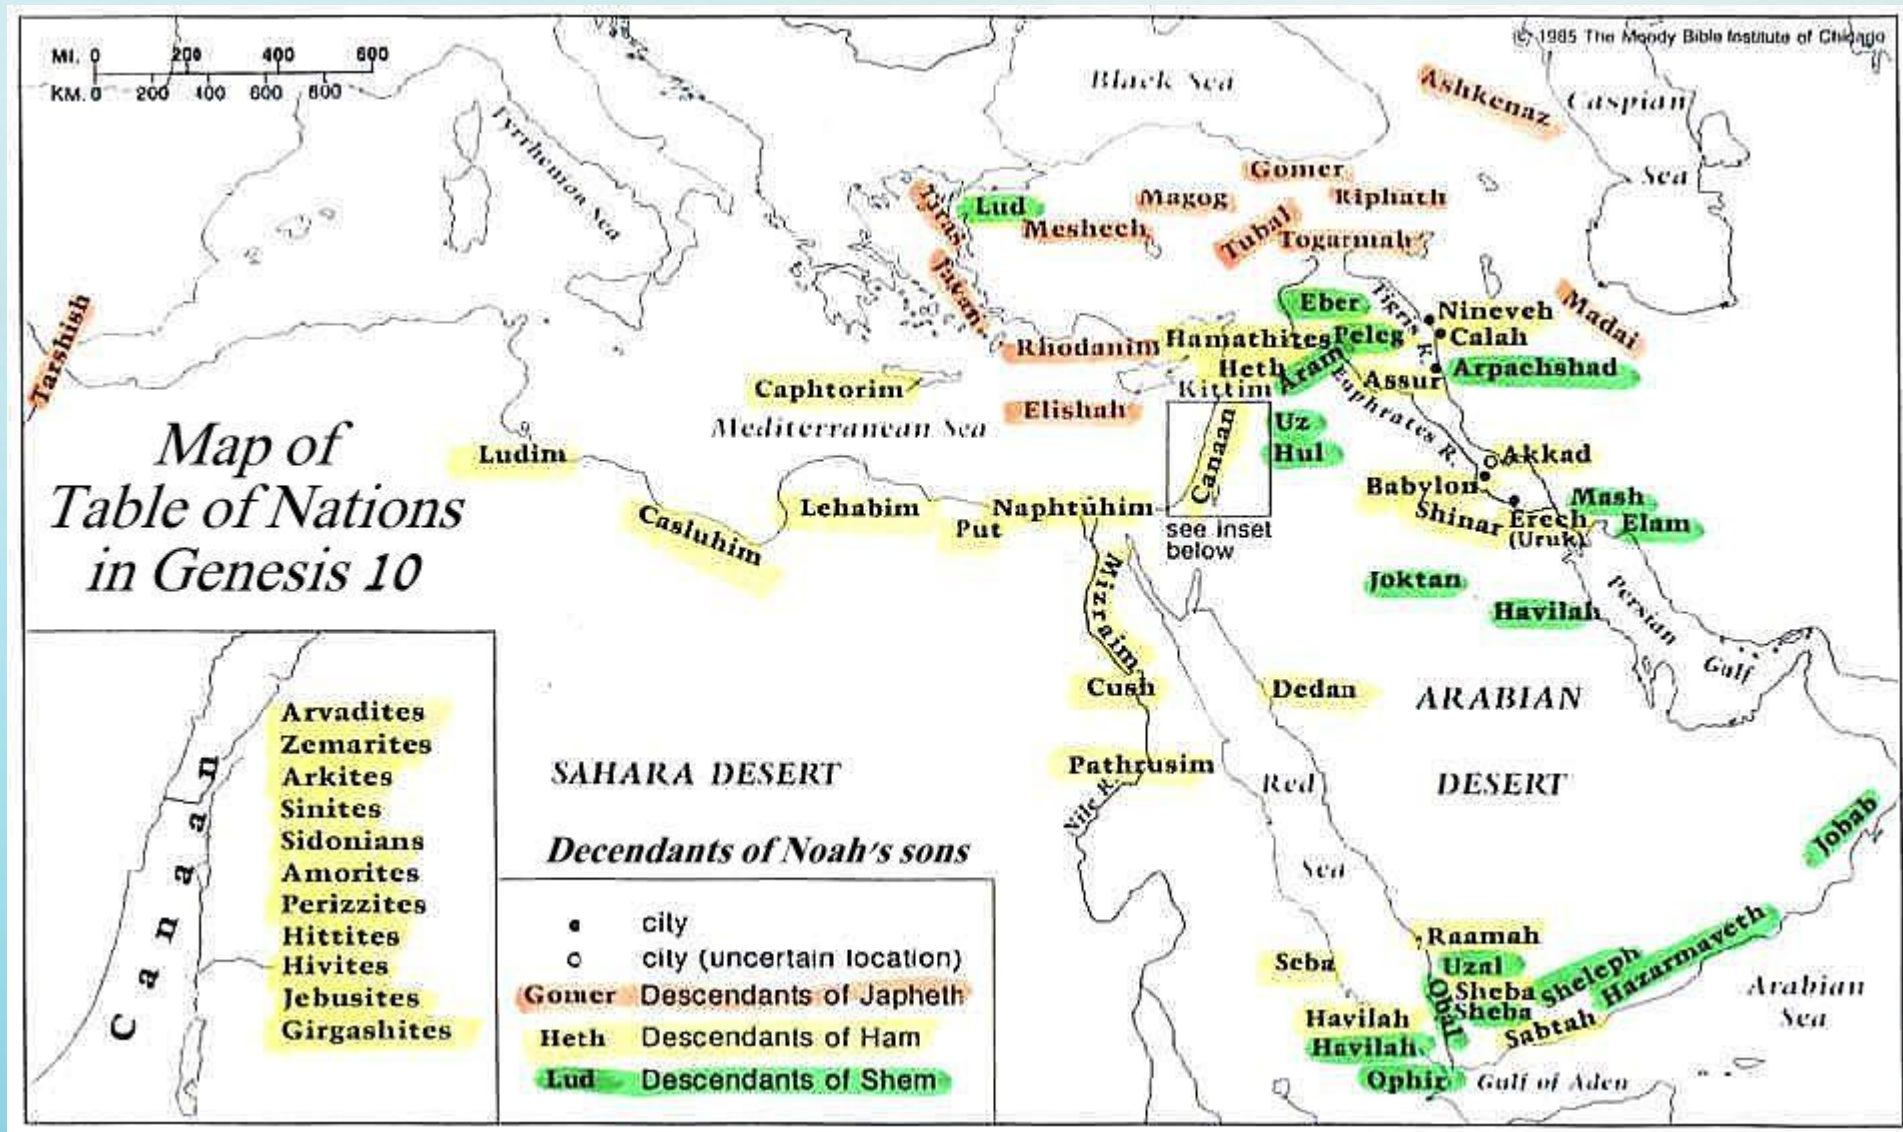 © 1985 The Moody Bible Institute of Chicago
MI. 0 200 400 600
KM. 0 200 400 600 800
Black Sea
Ashkenaz
Caspian
Sea
Tyrrhenian Sea
Gomer
Tiras
Lud
Magog
Riphath
Meshech
Tubal
Togarmah
Javan
Tarshish
Eber
Tigris R.
Nineveh
Madai
Rhodanim
Hamathites
Peleg
Calah
Heth
Aram
Assur
Arpachshad
Caphtorim
Kittim
Euphrates R.
Elishah
Mediterranean Sea
Canaan
Uz
Hul
Map of
Table of Nations
in Genesis 10
Ludim
Akkad
Babylon
Mash
Casluhim
Lehabim
Put
Naphtuhim
see inset
below
Shinar
Erech
(Uruk)
Elam
Mizraim
Joktan
Havilah
Persian
Gulf
Cush
Dedan
ARABIAN
DESERT
Pathrusim
Nile R.
Red
Sea
SAHARA DESERT
Jobab
Canaan
Arvadites
Zemarites
Arkites
Sinites
Sidonians
Amorites
Perizzites
Hittites
Hivites
Jebusites
Girgashites
Decendants of Noah's sons
city
city (uncertain location)
Gomer Descendants of Japheth
Heth Descendants of Ham
Lud Descendants of Shem
Raamah
Seba
Uzal
Obal
Sheba
Sheba
Sheleph
Hazarmaveth
Sabtah
Havilah
Havilah
Ophir
Gulf of Aden
Arabian
Sea